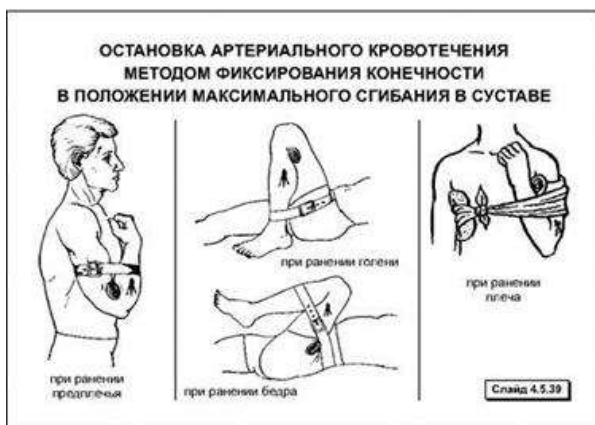 ОСТАНОВКА АРТЕРИАЛЬНОГО КРОВОТЕЧЕНИЯ
МЕТОДОМ ФИКСИРОВАНИЯ КОНЕЧНОСТИ
В ПОЛОЖЕНИИ МАКСИМАЛЬНОГО СГИБАНИЯ В СУСТАВЕ
при ранении
предплечья
при ранении голени
при ранении бедра
при ранении
плеча
Слайд 4.5.39